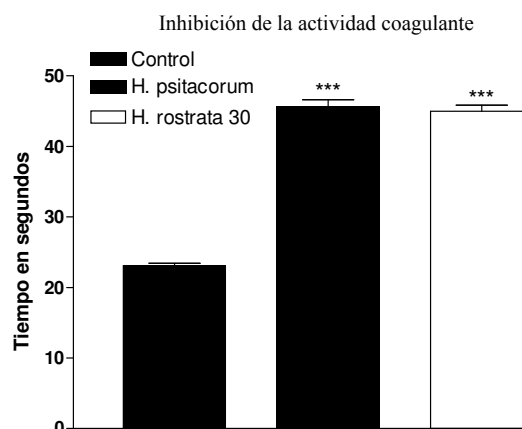 Inhibición de la actividad coagulante
Control
H. psitacorum
H. rostrata 30
***
***
Tiempo en segundos
50
40
30
20
10
0